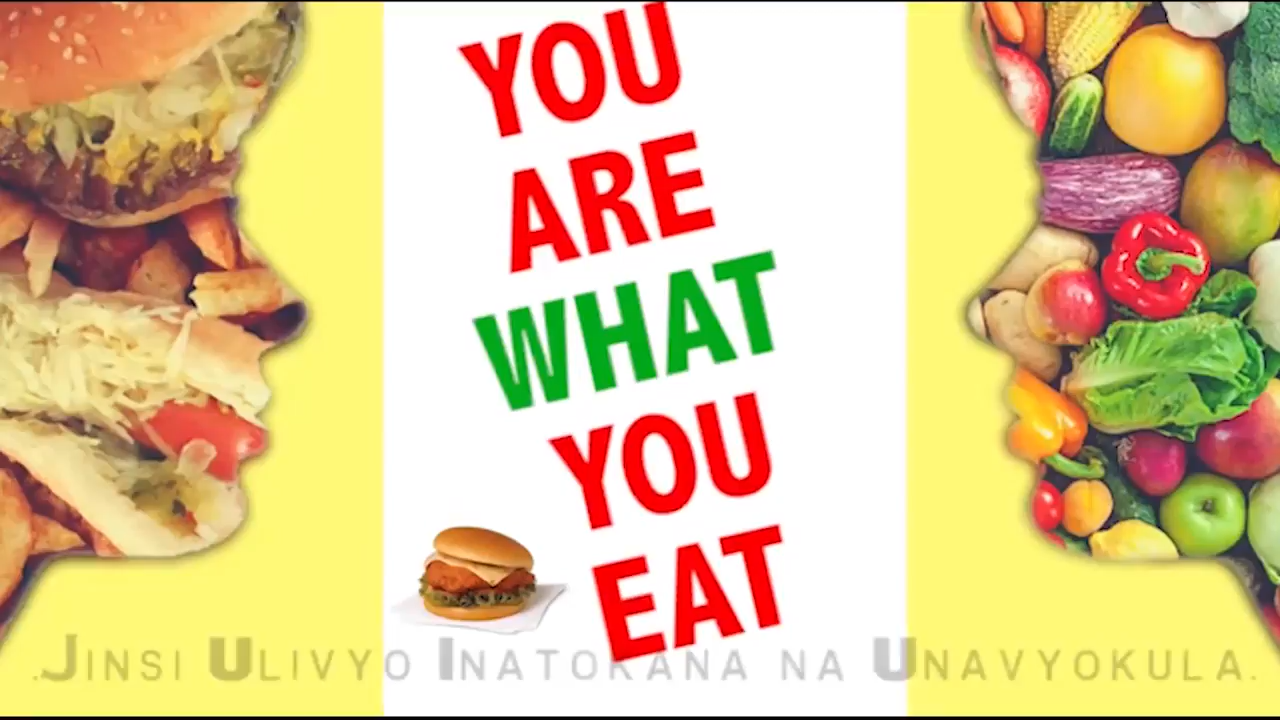 YOU
ARE
WHAT
YOU
EAT
.JINSI ULIVYO INATOKANA NA UNAVYOKULA.